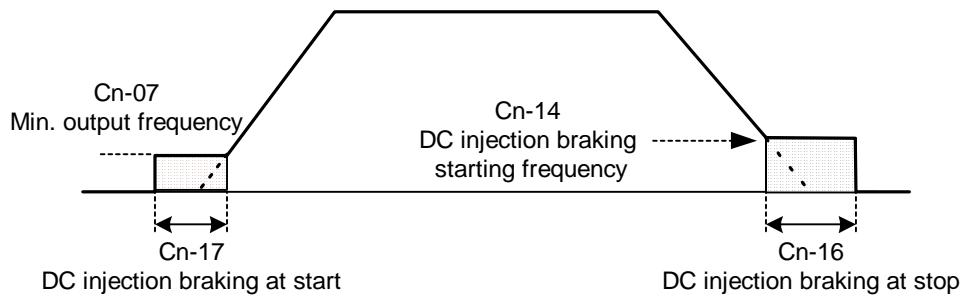 Cn-07
Min. output frequency
Cn-14
DC injection braking
starting frequency
Cn-17
DC injection braking at start
Cn-16
DC injection braking at stop